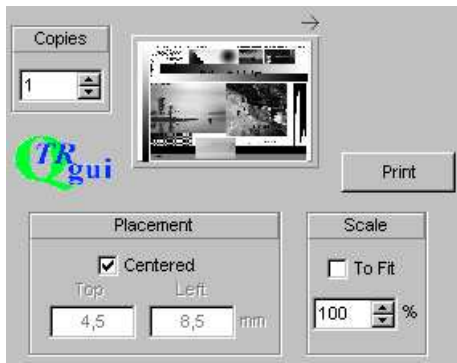 Copies
1
QTRgui
Print
Placement
Centered
Top Left
4,5 8,5 mm
Scale
To Fit
100 %